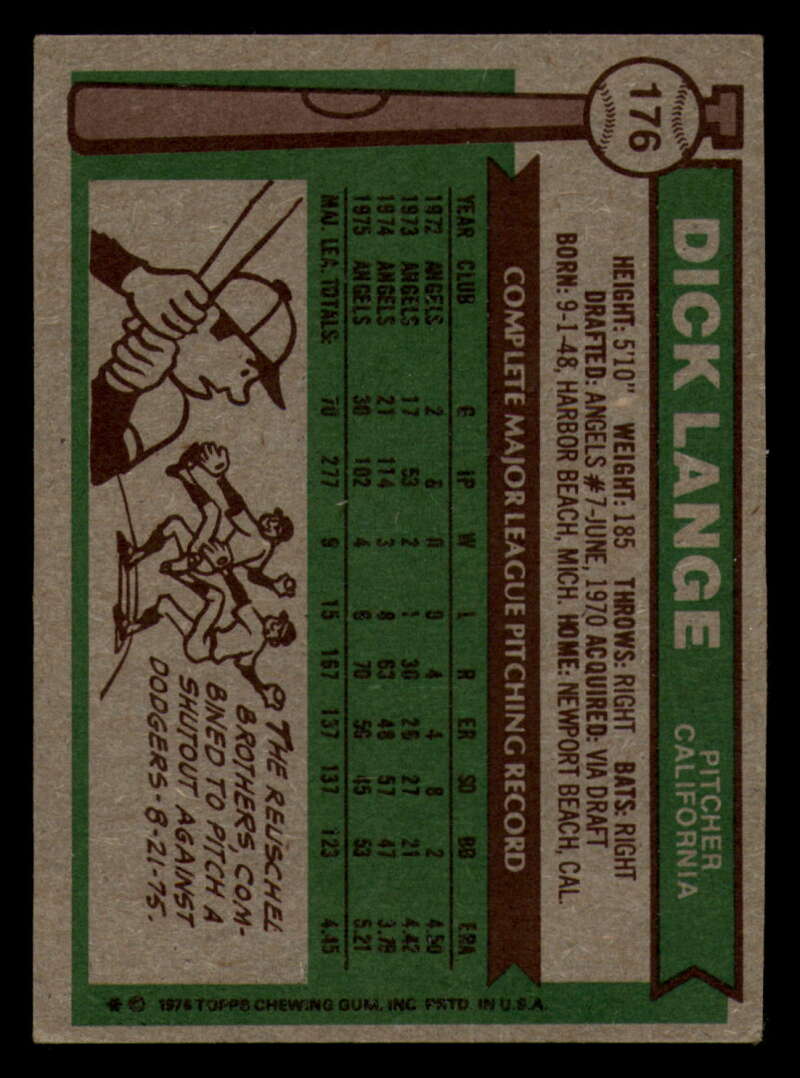 176
DICK LANGE
PITCHER
CALIFORNIA
HEIGHT: 5'10" WEIGHT: 185 THROWS: RIGHT BATS: RIGHT
DRAFTED: ANGELS #7-JUNE, 1970 ACQUIRED: VIA DRAFT
BORN: 9-1-48, HARBOR BEACH, MICH. HOME: NEWPORT BEACH, CAL.
COMPLETE MAJOR LEAGUE PITCHING RECORD
YEAR CLUB G IP W L R ER SO BB ERA
1972 ANGELS 2 6 0 0 4 4 8 2 4.50
1973 ANGELS 17 53 2 1 30 26 27 21 4.42
1974 ANGELS 21 114 3 8 63 48 57 47 3.79
1975 ANGELS 30 102 4 6 70 56 45 53 5.21
MAJ. LEA. TOTALS: 70 277 9 15 167 137 137 123 4.45
THE REUSCHEL
BROTHERS, COM-
BINED TO PITCH A
SHUTOUT AGAINST
DODGERS-8-21-75.
* © 1976 TOPPS CHEWING GUM, INC. PRTD. IN U.S.A.